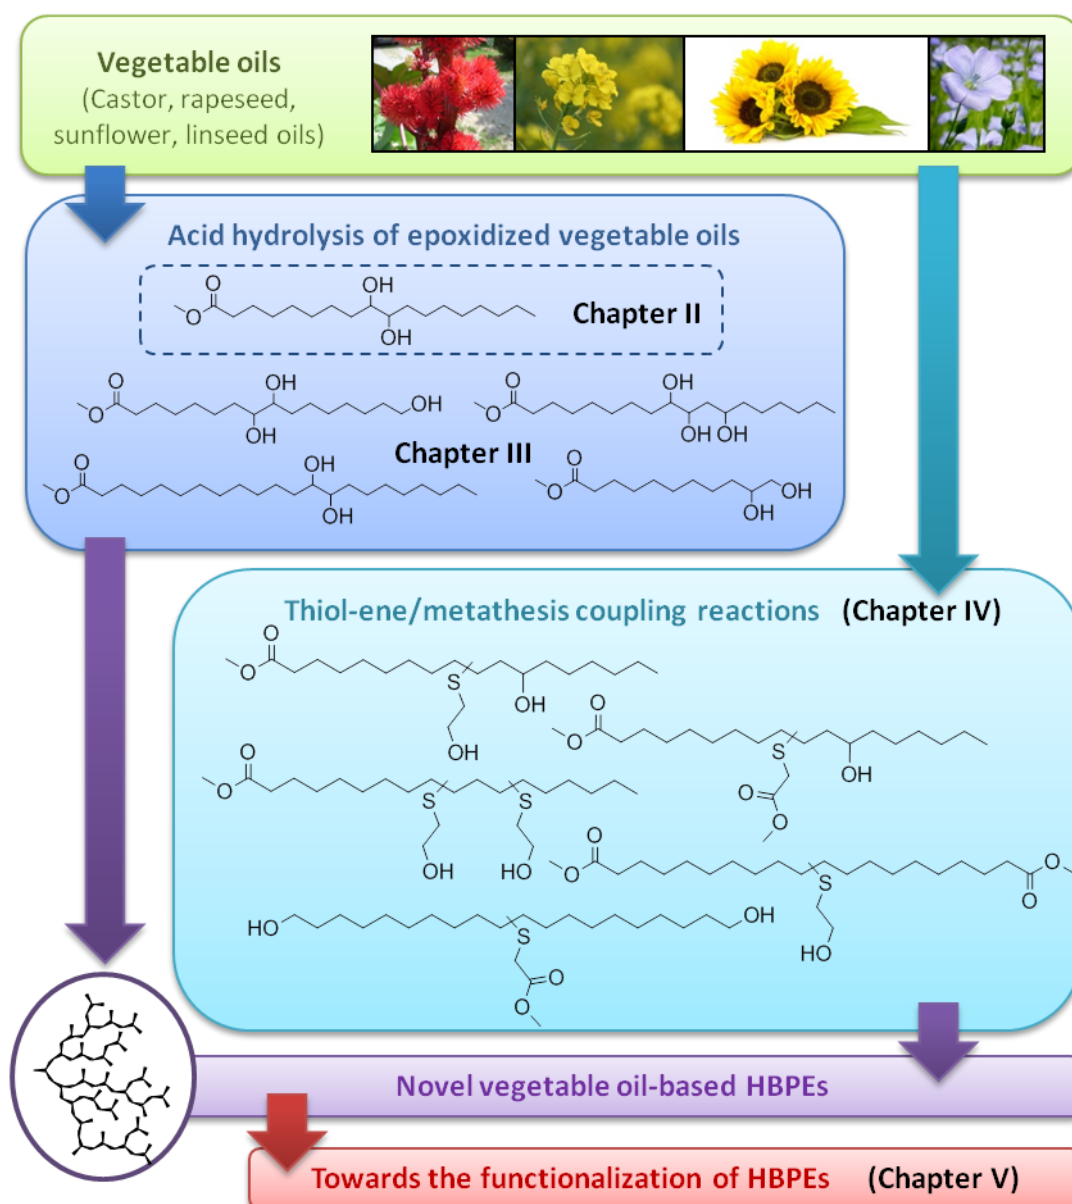 Vegetable oils
(Castor, rapeseed,
sunflower, linseed oils)
Acid hydrolysis of epoxidized vegetable oils
O
OH
O
OH
Chapter II
O
OH
O
OH
OH
O
OH
O
OH OH
Chapter III
O
OH
O
OH
O
O
OH
OH
Thiol-ene/metathesis coupling reactions (Chapter IV)
O
O
S
OH
OH
O
O
S
OH
O
O
O
O
S
S
OH
HO
O
O
S
HO
O
O
HO
OH
S
O
O
Novel vegetable oil-based HBPEs
Towards the functionalization of HBPEs (Chapter V)